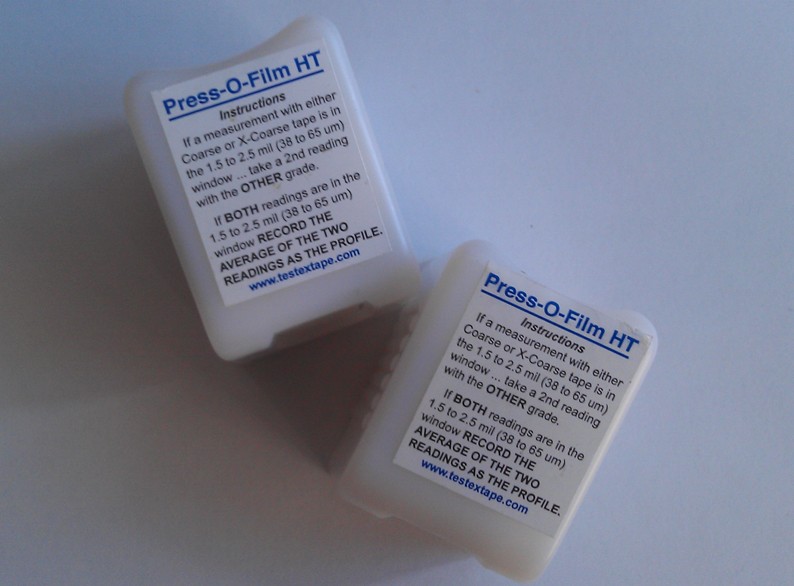 Press-O-Film HT
Instructions
If a measurement with either
Coarse or X-Coarse tape is in
the 1.5 to 2.5 mil (38 to 65 um)
window ... take a 2nd reading
with the OTHER grade.
If BOTH readings are in the
1.5 to 2.5 mil (38 to 65 um)
window RECORD THE
AVERAGE OF THE TWO
READINGS AS THE PROFILE.
www.testextape.com
Press-O-Film HT
Instructions
If a measurement with either
Coarse or X-Coarse tape is in
the 1.5 to 2.5 mil (38 to 65 um)
window ... take a 2nd reading
with the OTHER grade.
If BOTH readings are in the
1.5 to 2.5 mil (38 to 65 um)
window RECORD THE
AVERAGE OF THE TWO
READINGS AS THE PROFILE.
www.testextape.com